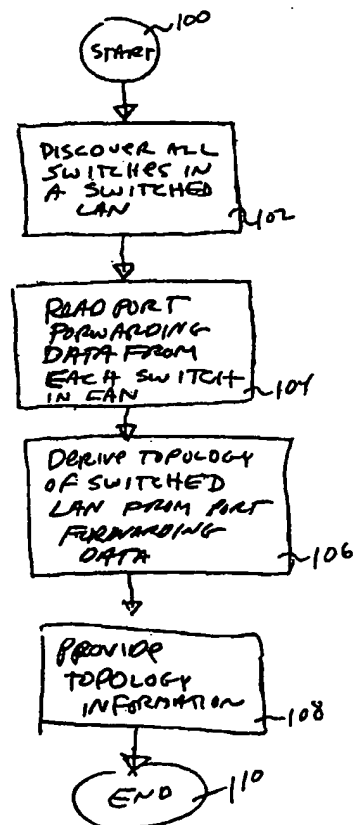 100
START
DISCOVER ALL
SWITCHES IN
A SWITCHED
LAN
102
READ PORT
FORWARDING
DATA FROM
EACH SWITCH
IN LAN
104
DERIVE TOPOLOGY
OF SWITCHED
LAN FROM PORT
FORWARDING
DATA
106
PROVIDE
TOPOLOGY
INFORMATION
108
END
110